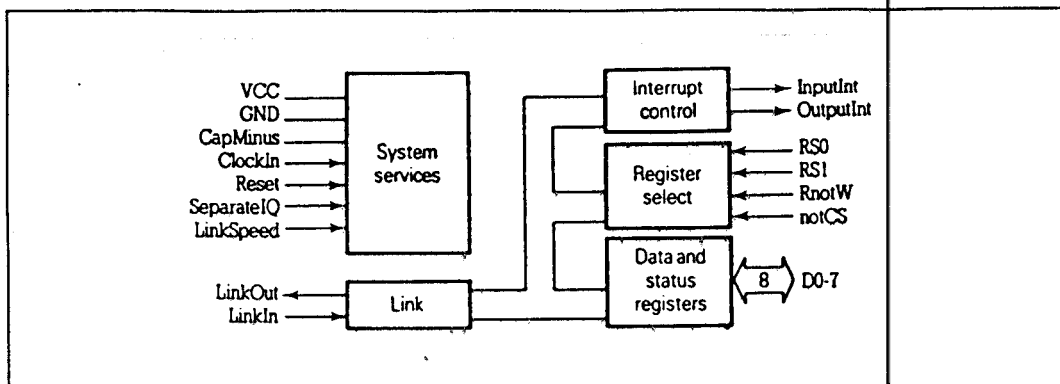 VCC
GND
CapMinus
ClockIn
Reset
SeparateIQ
LinkSpeed
System
services
LinkOut
LinkIn
Link
Interrupt
control
InputInt
OutputInt
Register
select
RS0
RS1
RnotW
notCS
Data and
status
registers
8
D0-7